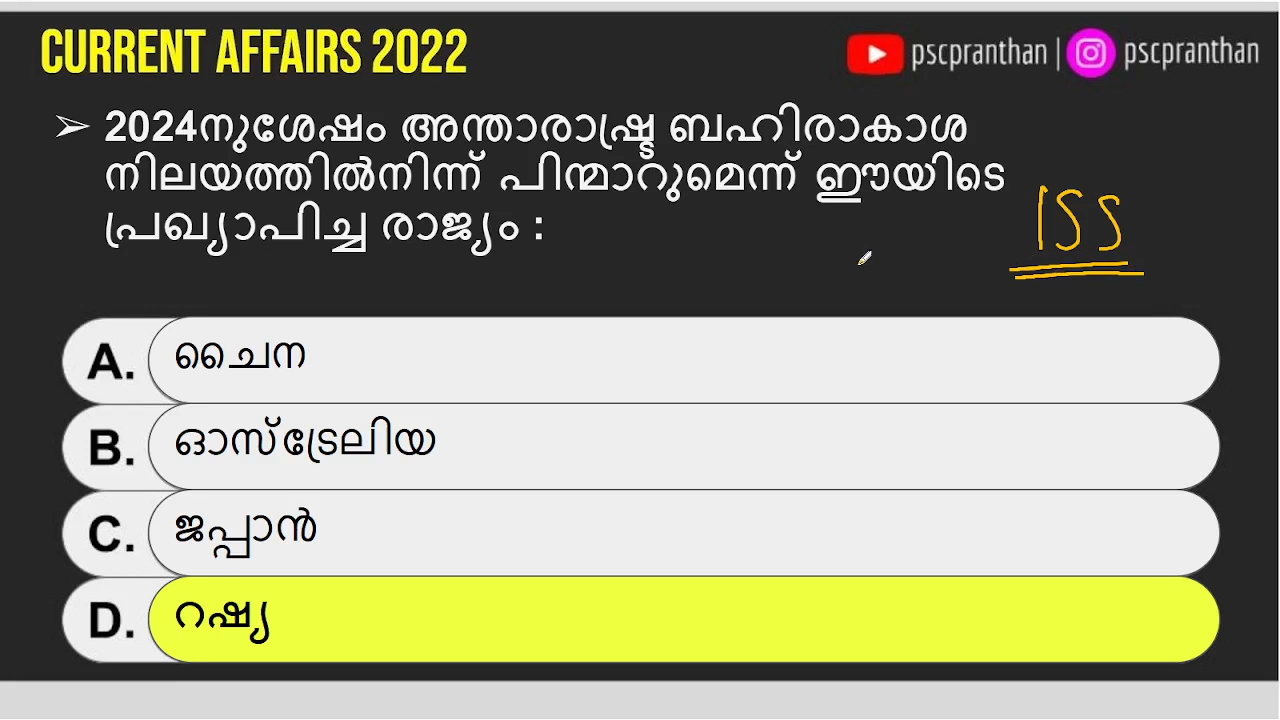 CURRENT AFFAIRS 2022
pscpranthan | pscpranthan
➢ 2024നുശേഷം അന്താരാഷ്ട്ര ബഹിരാകാശ
നിലയത്തിൽനിന്ന് പിന്മാറുമെന്ന് ഈയിടെ
പ്രഖ്യാപിച്ച രാജ്യം :
ISS
A. ചൈന
B. ഓസ്ട്രേലിയ
C. ജപ്പാൻ
D. റഷ്യ